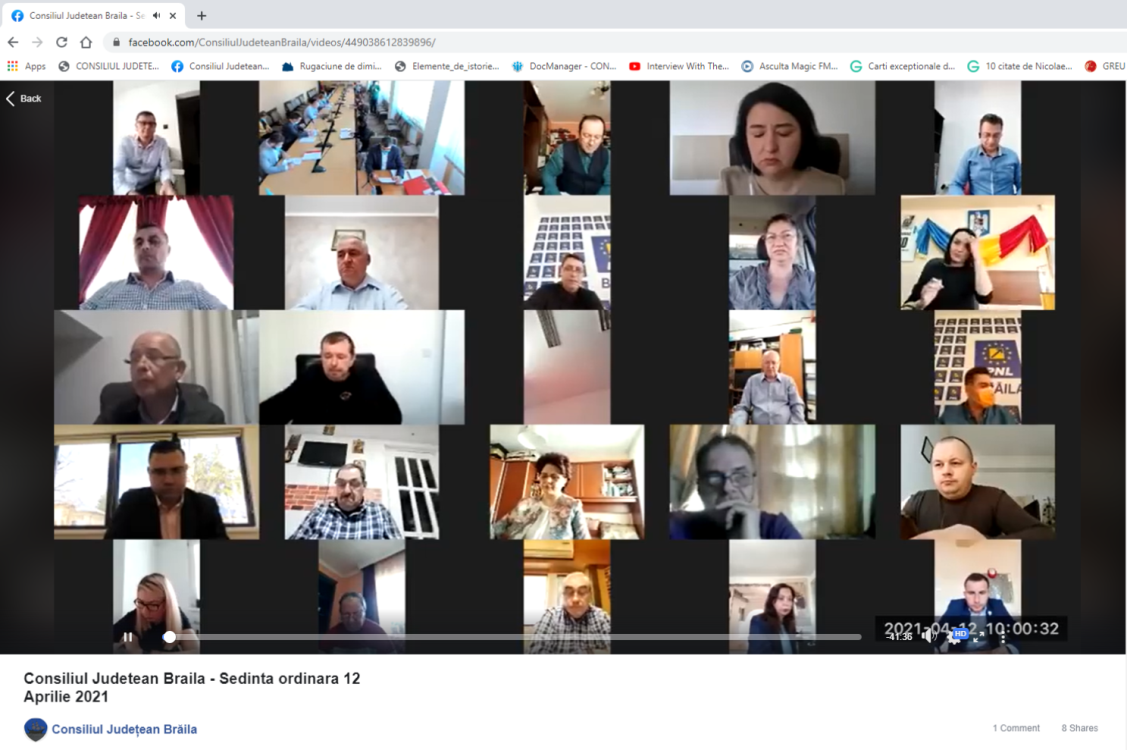 Consiliul Judetean Braila - Se
facebook.com/ConsiliulJudeteanBraila/videos/449038612839896/
Apps CONSILIUL JUDETE... Consiliul Judetean... Rugaciune de dimi... Elemente_de_istorie... DocManager - CON... Interview With The... Asculta Magic FM... Carti exceptionale d... 10 citate de Nicolae... GREU
Back
PNL
BRĂILA
2021-04-12 10:00:32
-41:36
HD
Consiliul Judetean Braila - Sedinta ordinara 12
Aprilie 2021
Consiliul Județean Brăila
1 Comment 8 Shares